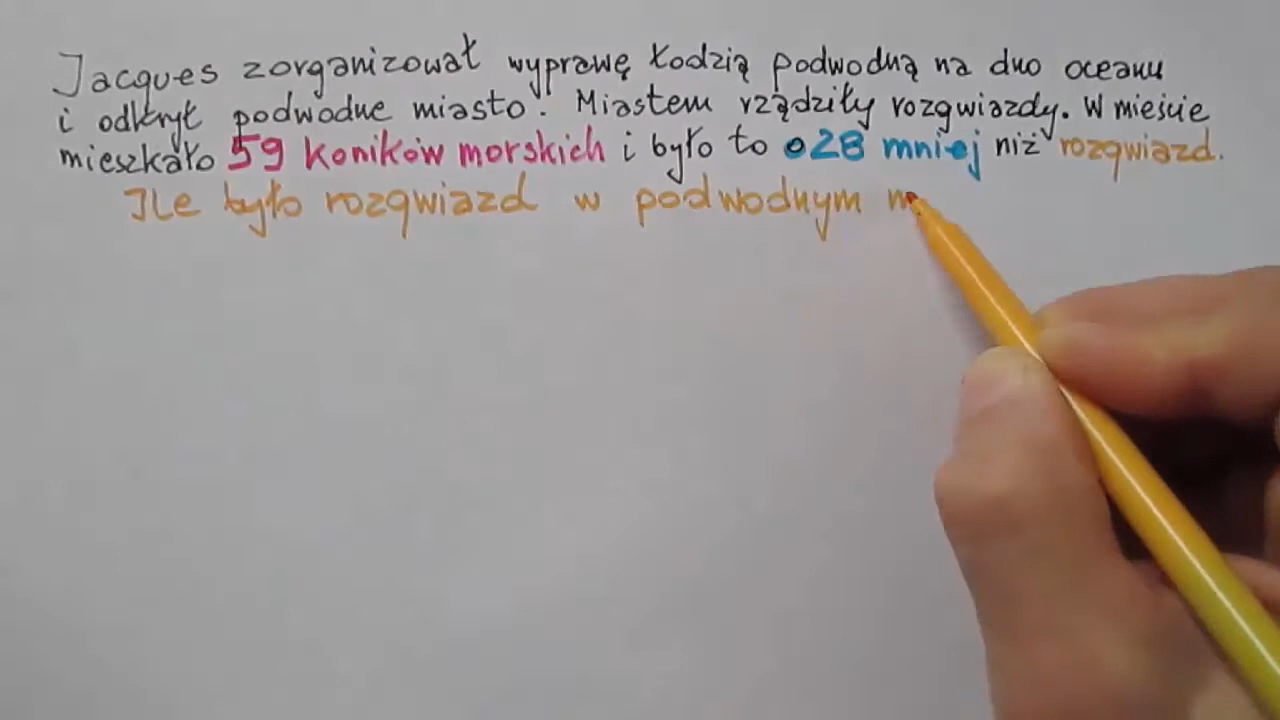 Jacques zorganizował wyprawę łodzią podwodną na dno oceanu
i odkrył podwodne miasto. Miastem rządziły rozgwiazdy. W mieście
mieszkało 59 koników morskich i było to o 28 mniej niż rozgwiazd.
Ile było rozgwiazd w podwodnym m